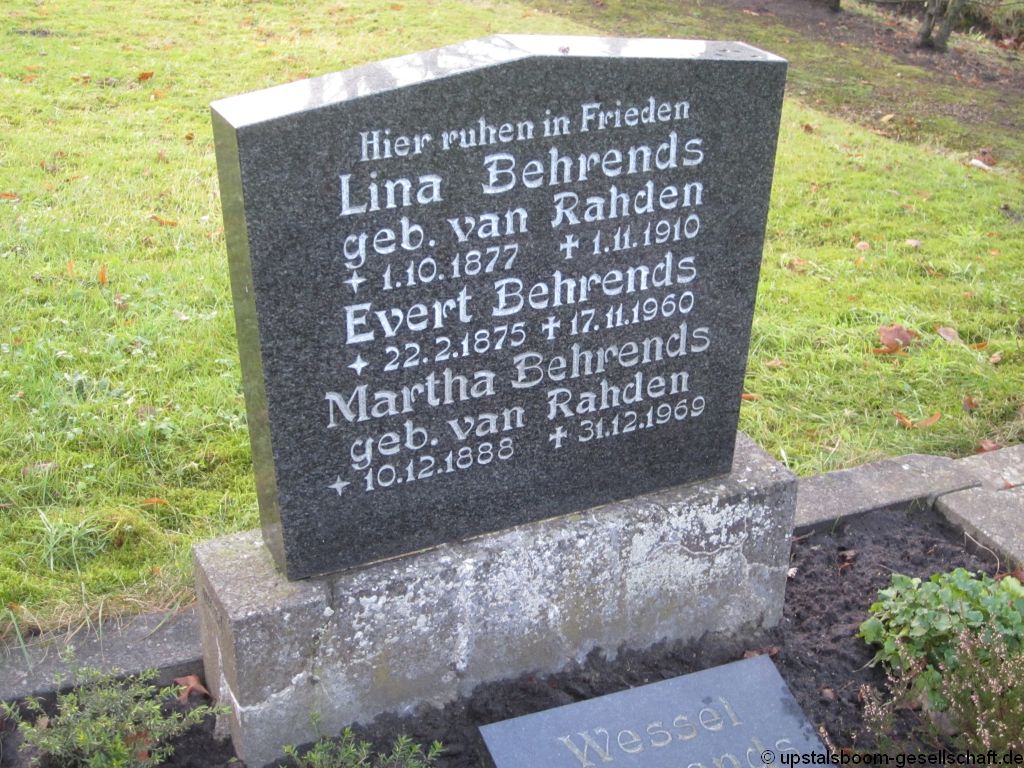 Hier ruhen in Frieden
Lina Behrends
geb. van Rahden
✦ 1.10.1877 ✝ 1.11.1910
Evert Behrends
✦ 22.2.1875 ✝ 17.11.1960
Martha Behrends
geb. van Rahden
✦ 10.12.1888 ✝ 31.12.1969
Wessel
© upstalsboom-gesellschaft.de